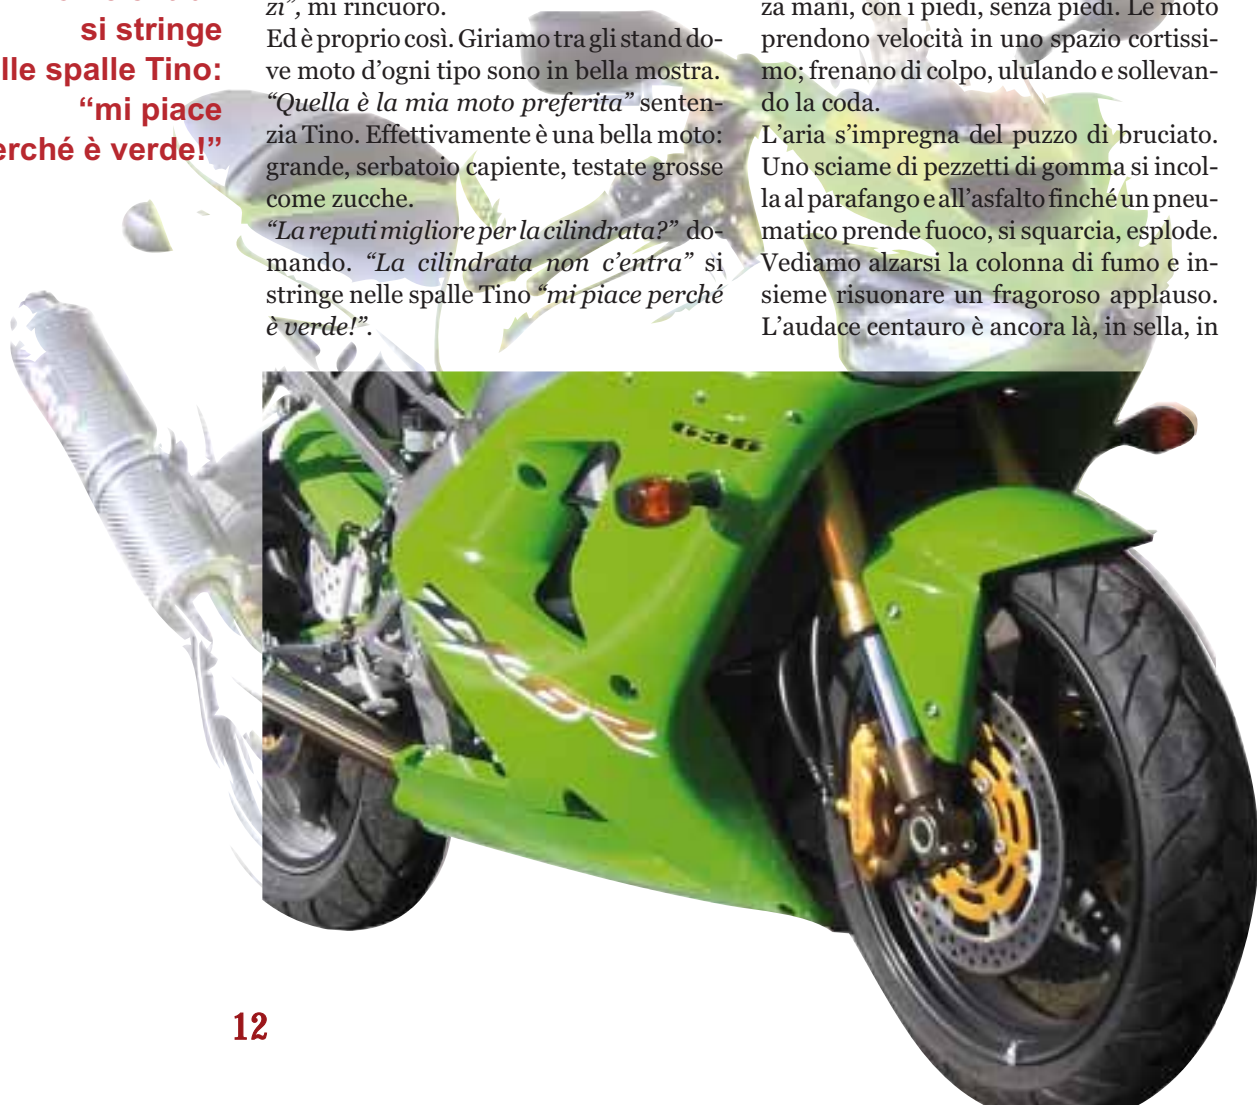 si stringe
lle spalle Tino:
“mi piace
erché è verde!”
zi”, mi rincuoro.
Ed è proprio così. Giriamo tra gli stand do-
ve moto d’ogni tipo sono in bella mostra.
“Quella è la mia moto preferita” senten-
zia Tino. Effettivamente è una bella moto:
grande, serbatoio capiente, testate grosse
come zucche.
“La reputi migliore per la cilindrata?” do-
mando. “La cilindrata non c’entra” si
stringe nelle spalle Tino “mi piace perché
è verde!”.
za mani, con i piedi, senza piedi. Le moto
prendono velocità in uno spazio cortissi-
mo; frenano di colpo, ululando e sollevan-
do la coda.
L’aria s’impregna del puzzo di bruciato.
Uno sciame di pezzetti di gomma si incol-
la al parafango e all’asfalto finché un pneu-
matico prende fuoco, si squarcia, esplode.
Vediamo alzarsi la colonna di fumo e in-
sieme risuonare un fragoroso applauso.
L’audace centauro è ancora là, in sella, in
636
ZX-6R
12